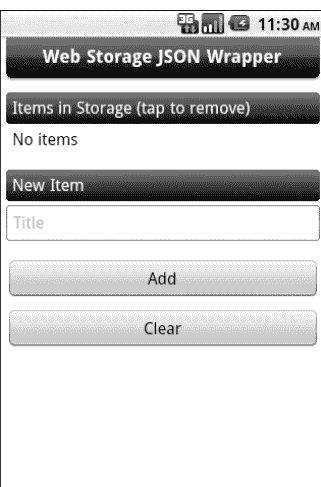 3G 11:30 AM
Web Storage JSON Wrapper
Items in Storage (tap to remove)
No items
New Item
Title
Add
Clear